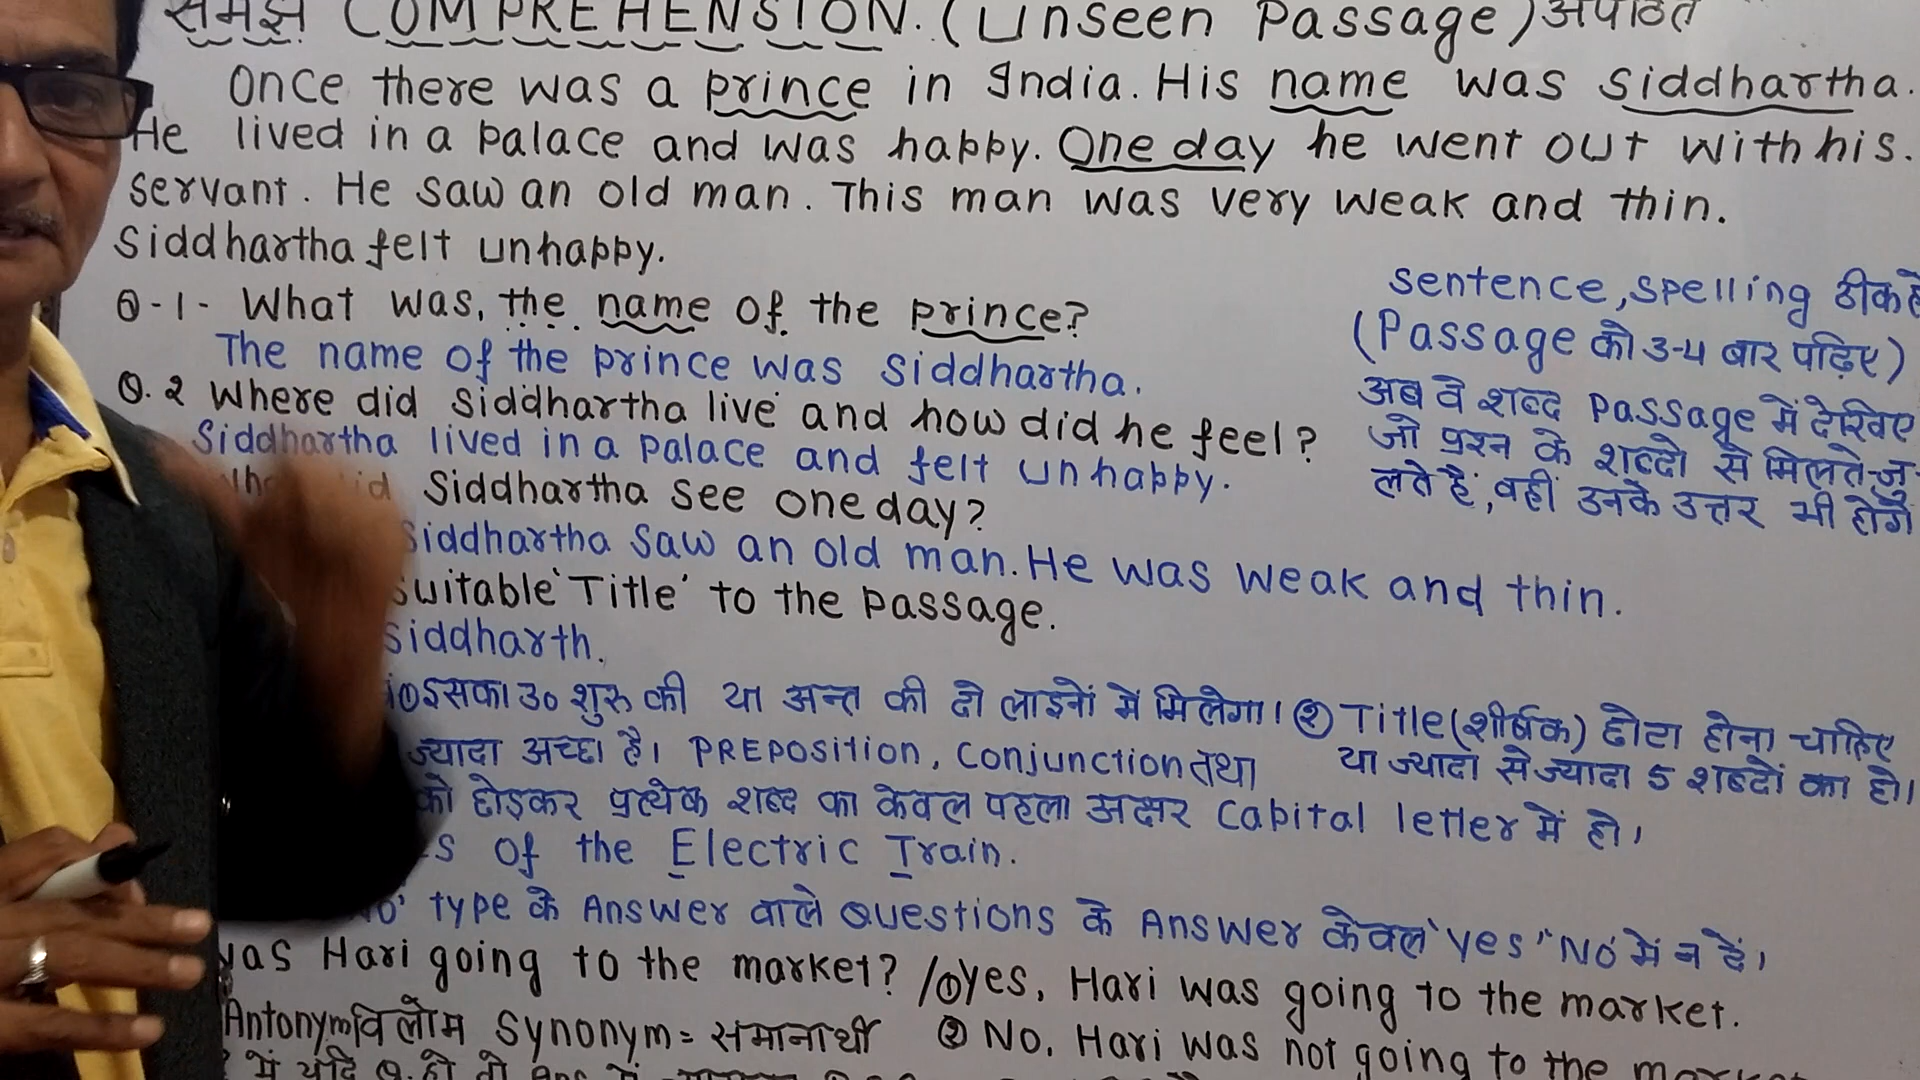 समझ COMPREHENSION. (Unseen Passage) अपठित
Once there was a prince in India. His name was Siddhartha.
He lived in a palace and was happy. One day he went out with his.
servant. He saw an old man. This man was very weak and thin.
Siddhartha felt unhappy.
Q-1- What was, the name of the prince?
The name of the prince was Siddhartha.
Q.2 Where did Siddhartha live and how did he feel?
Siddhartha lived in a palace and felt unhappy.
Siddhartha see one day?
Siddhartha saw an old man. He was weak and thin.
suitable 'Title' to the passage.
Siddharth.
sentence, spelling ठीक है
(Passage को 3-4 बार पढ़िए)
अब वे शब्द Passage में देखिए
जो प्रश्न के शब्दो से मिलते-जु-
लते हैं, वहीं उनके उत्तर भी होंगे
① इसका उ० शुरू की या अन्त की दो लाइनों में मिलेगा। ② Title (शीर्षक) छोटा होना चाहिए
ज्यादा अच्छा है। PREPOSition, Conjunction तथा या ज्यादा से ज्यादा 5 शब्दों का हो।
को छोड़कर प्रत्येक शब्द का केवल पहला अक्षर Capital letter में हो।
of the Electric Train.
No' type के Answer वाले Questions के Answer केवल 'yes' 'No' में न दें।
was Hari going to the market? / ① Yes, Hari was going to the market.
Antonym विलोम Synonym = समानार्थी ② No, Hari was not going to the
में यदि Q. हो तो Ans में